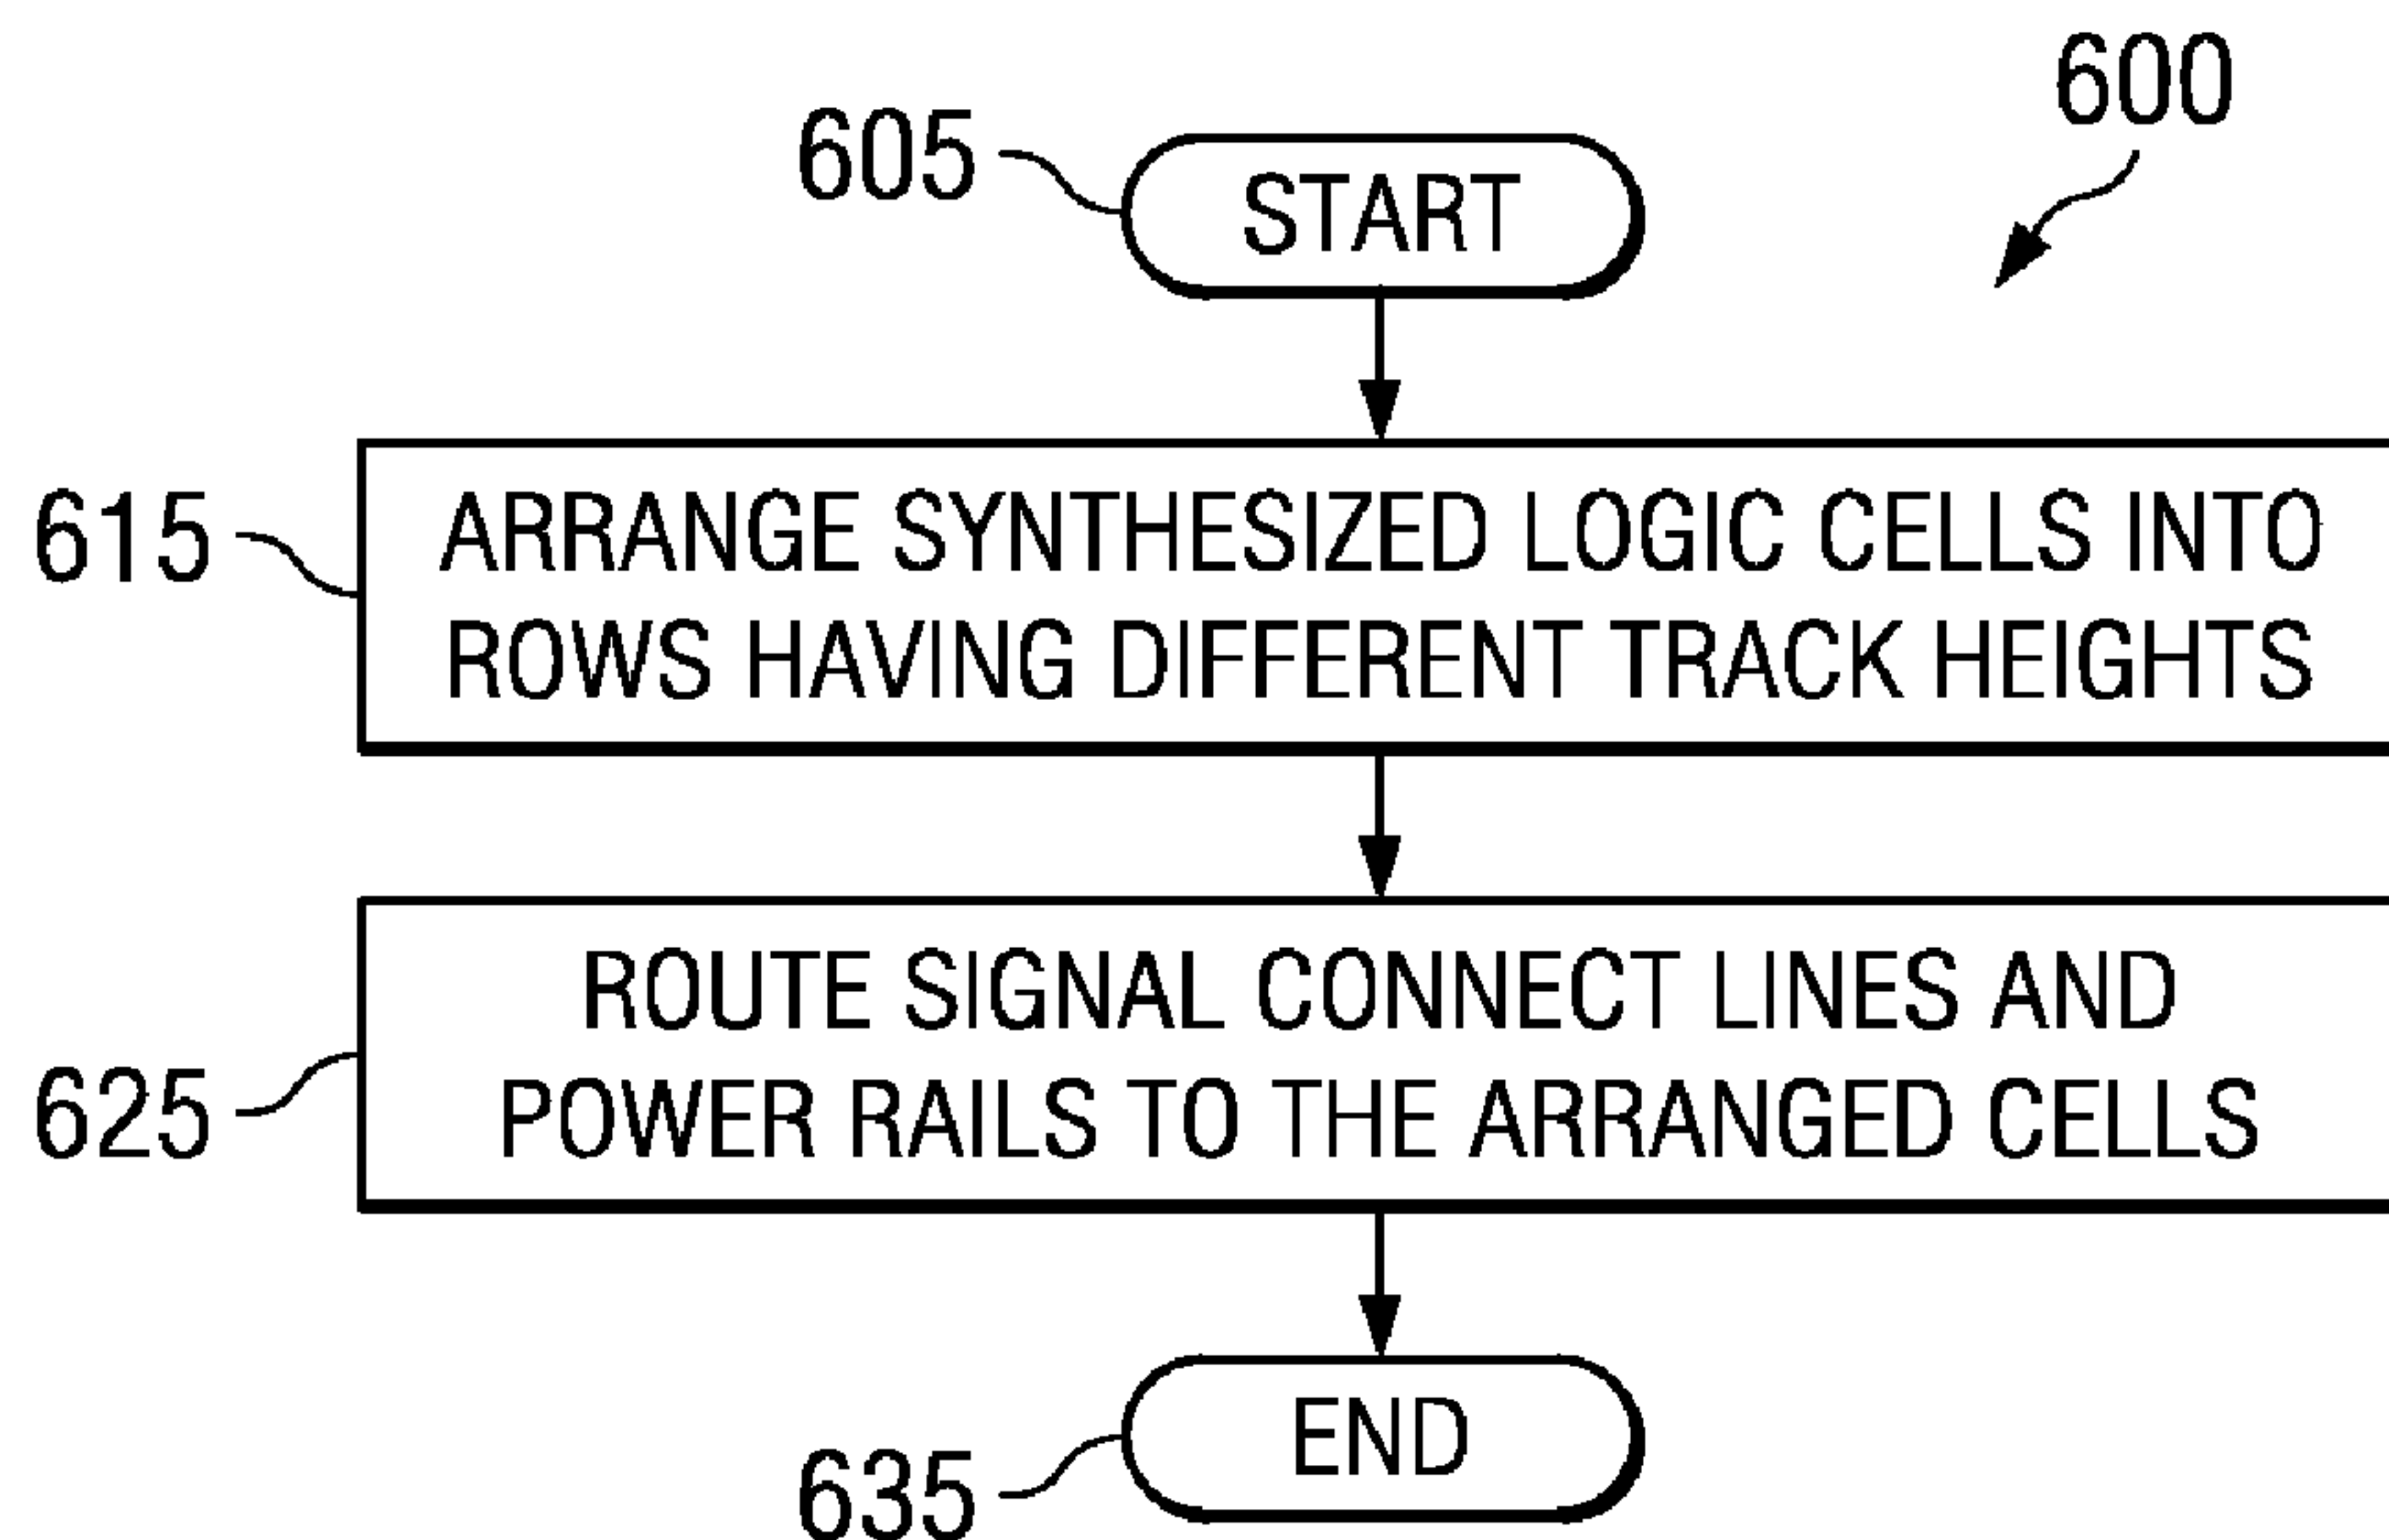 600
605
START
615
ARRANGE SYNTHESIZED LOGIC CELLS INTO
ROWS HAVING DIFFERENT TRACK HEIGHTS
625
ROUTE SIGNAL CONNECT LINES AND
POWER RAILS TO THE ARRANGED CELLS
635
END